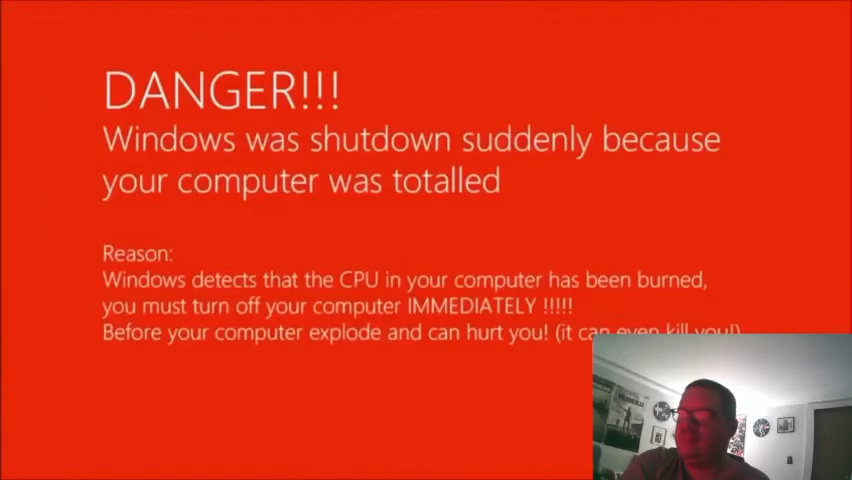 DANGER!!!
Windows was shutdown suddenly because
your computer was totalled
Reason:
Windows detects that the CPU in your computer has been burned,
you must turn off your computer IMMEDIATELY !!!!!
Before your computer explode and can hurt you! (it can even kill you!)